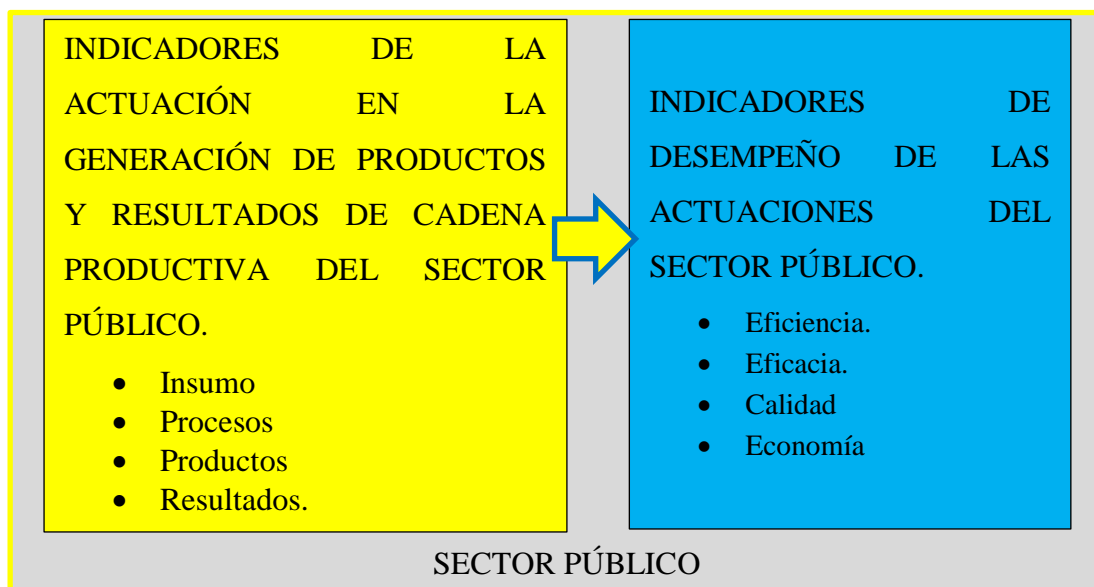 INDICADORES DE LA
ACTUACIÓN EN LA
GENERACIÓN DE PRODUCTOS
Y RESULTADOS DE CADENA
PRODUCTIVA DEL SECTOR
PÚBLICO.
• Insumo
• Procesos
• Productos
• Resultados.
INDICADORES DE
DESEMPEÑO DE LAS
ACTUACIONES DEL
SECTOR PÚBLICO.
• Eficiencia.
• Eficacia.
• Calidad
• Economía
SECTOR PÚBLICO